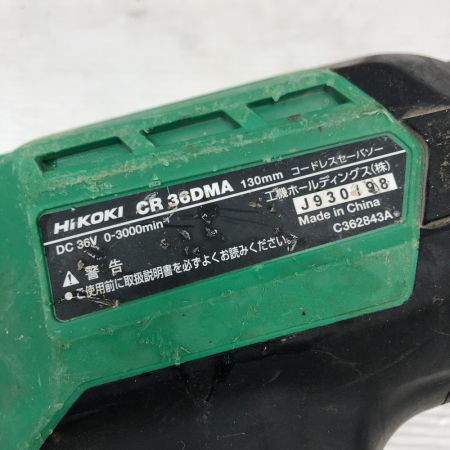 HiKOKI CR 36DMA 130mm コードレスセーバソー
DC 36V 0-3000min⁻¹ 工機ホールディングス(株)
J930198
Made in China
⚠ 警告
●ご使用前に取扱説明書を必ずよくお読みください。
C362843A